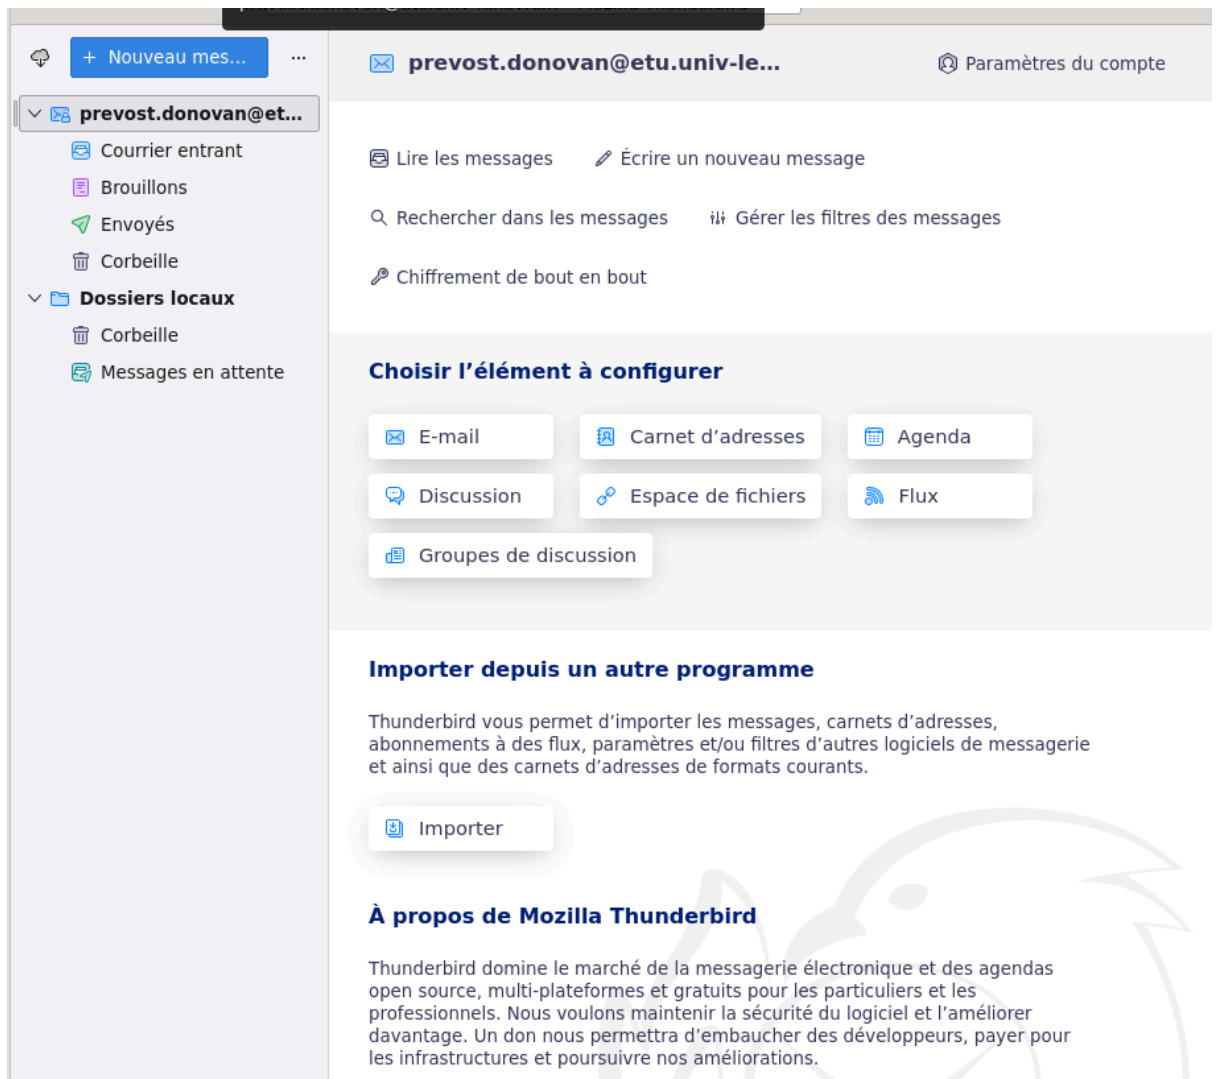 + Nouveau mes...
prevost.donovan@et...
Courrier entrant
Brouillons
Envoyés
Corbeille
Dossiers locaux
Corbeille
Messages en attente
prevost.donovan@etu.univ-le...
Paramètres du compte
Lire les messages
Écrire un nouveau message
Rechercher dans les messages
Gérer les filtres des messages
Chiffrement de bout en bout
Choisir l’élément à configurer
E-mail
Carnet d’adresses
Agenda
Discussion
Espace de fichiers
Flux
Groupes de discussion
Importer depuis un autre programme
Thunderbird vous permet d’importer les messages, carnets d’adresses,
abonnements à des flux, paramètres et/ou filtres d’autres logiciels de messagerie
et ainsi que des carnets d’adresses de formats courants.
Importer
À propos de Mozilla Thunderbird
Thunderbird domine le marché de la messagerie électronique et des agendas
open source, multi-plateformes et gratuits pour les particuliers et les
professionnels. Nous voulons maintenir la sécurité du logiciel et l’améliorer
davantage. Un don nous permettra d’embaucher des développeurs, payer pour
les infrastructures et poursuivre nos améliorations.